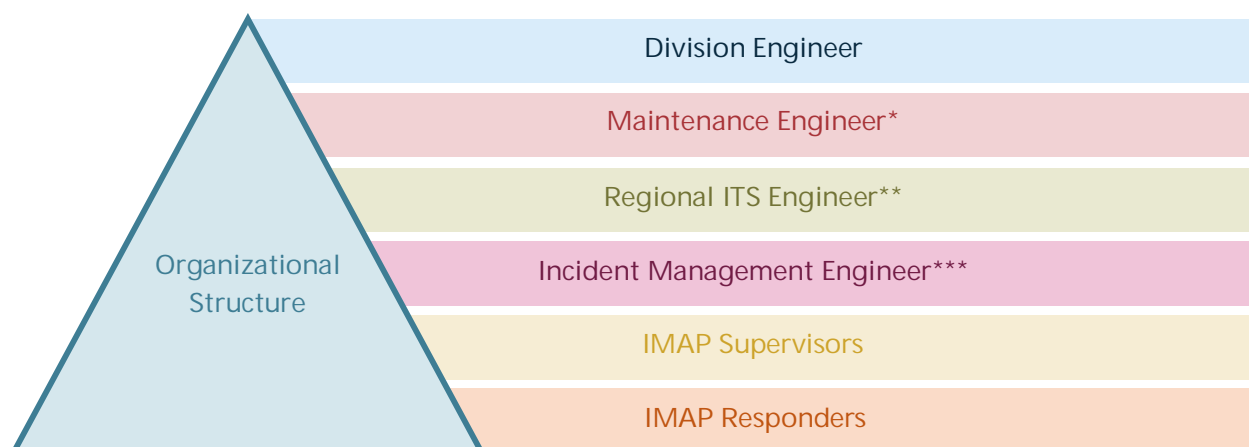 Division Engineer
Maintenance Engineer*
Regional ITS Engineer**
Organizational
Structure
Incident Management Engineer***
IMAP Supervisors
IMAP Responders